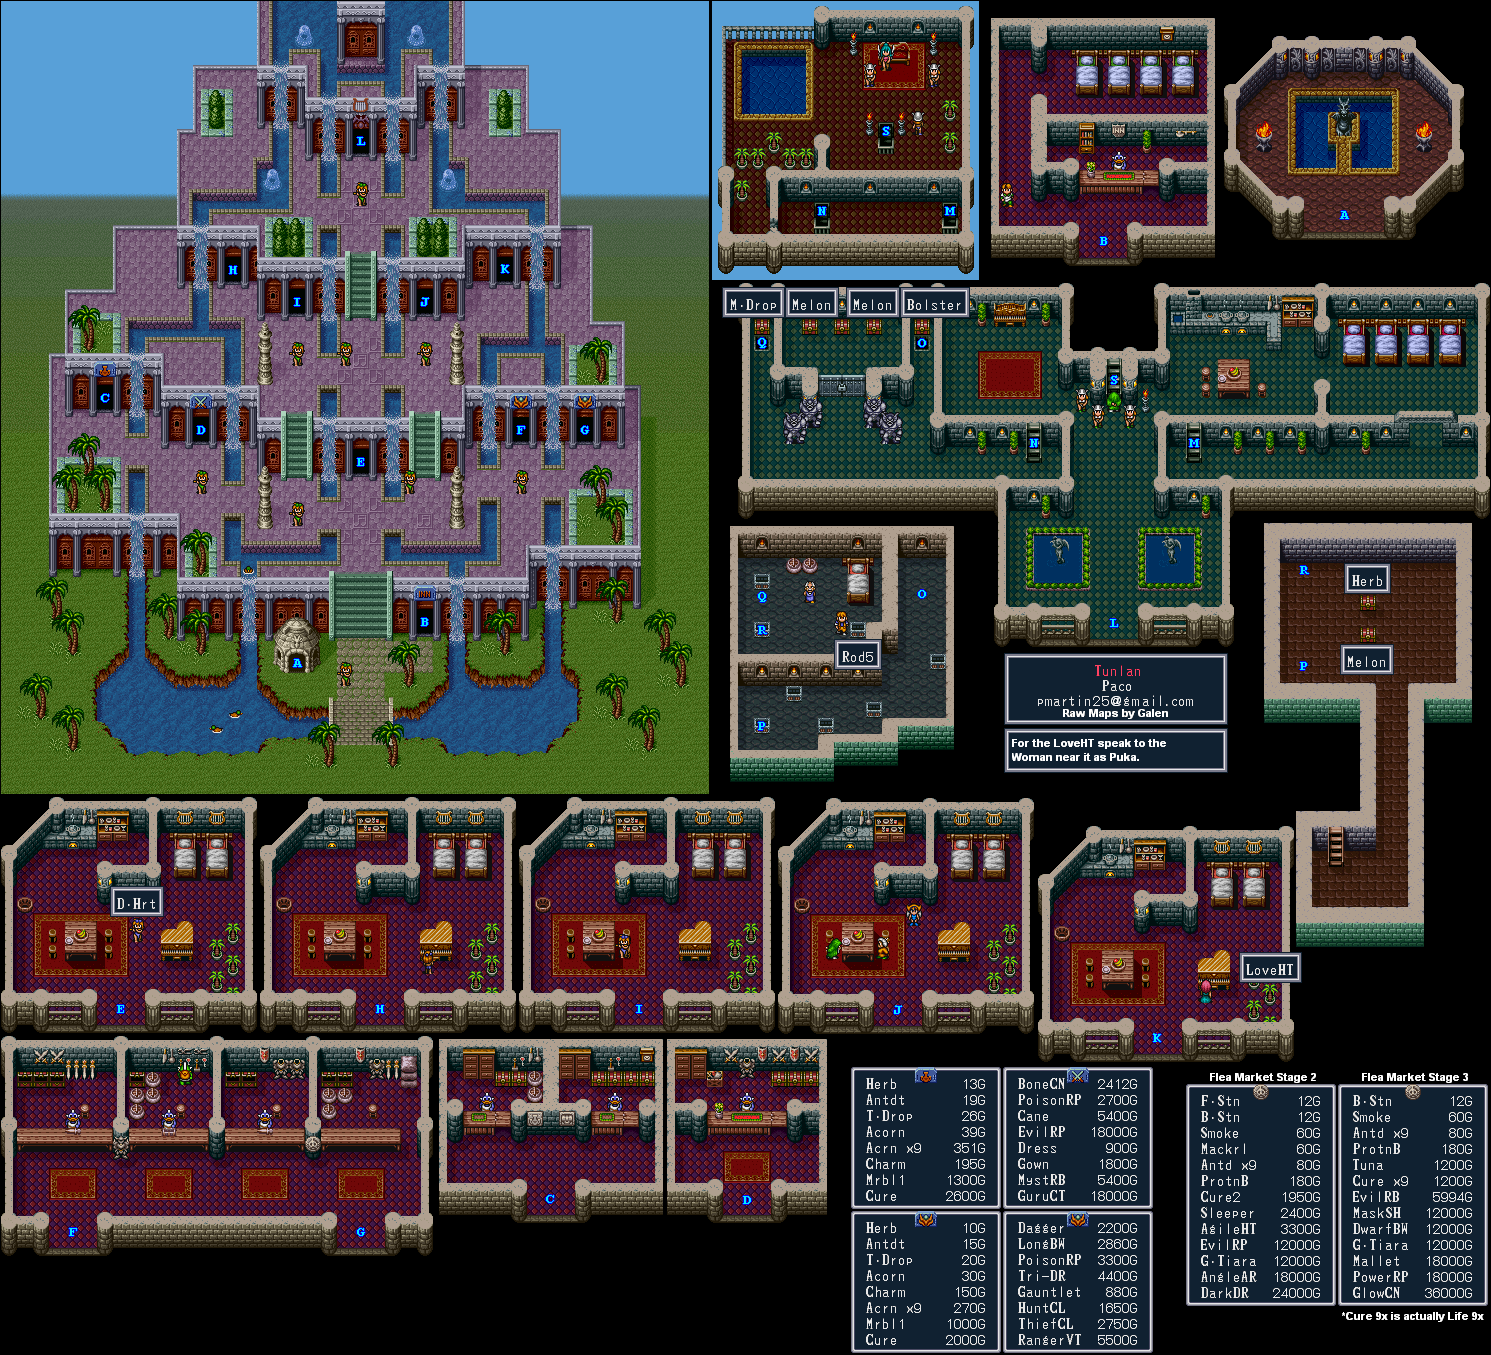 L
H
K
I
J
C
D
F
G
E
INN
B
A
S
N
M
B
A
M·Drop
Melon
Melon
Bolster
Q
O
S
N
M
L
Q
O
R
Rod5
P
R
Herb
P
Melon
Tunlan
Paco
pmartin25@gmail.com
Raw Maps by Galen
For the LoveHT speak to the
Woman near it as Puka.
D·Hrt
E
H
I
J
LoveHT
K
F
G
C
D
Herb 13G
Antdt 19G
T·Drop 26G
Acorn 39G
Acrn x9 351G
Charm 195G
Mrbl1 1300G
Cure 2600G
BoneCN 2412G
PoisonRP 2700G
Cane 5400G
EvilRP 18000G
Dress 900G
Gown 1800G
MystRB 5400G
GuruCT 18000G
Herb 10G
Antdt 15G
T·Drop 20G
Acorn 30G
Charm 150G
Acrn x9 270G
Mrbl1 1000G
Cure 2000G
Dagger 2200G
LongBW 2860G
PoisonRP 3300G
Tri-DR 4400G
Gauntlet 880G
HuntCL 1650G
ThiefCL 2750G
RangerVT 5500G
Flea Market Stage 2
F·Stn 12G
B·Stn 12G
Smoke 60G
Mackrl 60G
Antd x9 80G
ProtnB 180G
Cure2 1950G
Sleeper 2400G
AgileHT 3300G
EvilRP 12000G
G·Tiara 12000G
AngleAR 18000G
DarkDR 24000G
Flea Market Stage 3
B·Stn 12G
Smoke 60G
Antd x9 80G
ProtnB 180G
Tuna 1200G
Cure x9 1200G
EvilRB 5994G
MaskSH 12000G
DwarfBW 12000G
G·Tiara 12000G
Mallet 18000G
PowerRP 18000G
GlowCN 36000G
*Cure 9x is actually Life 9x